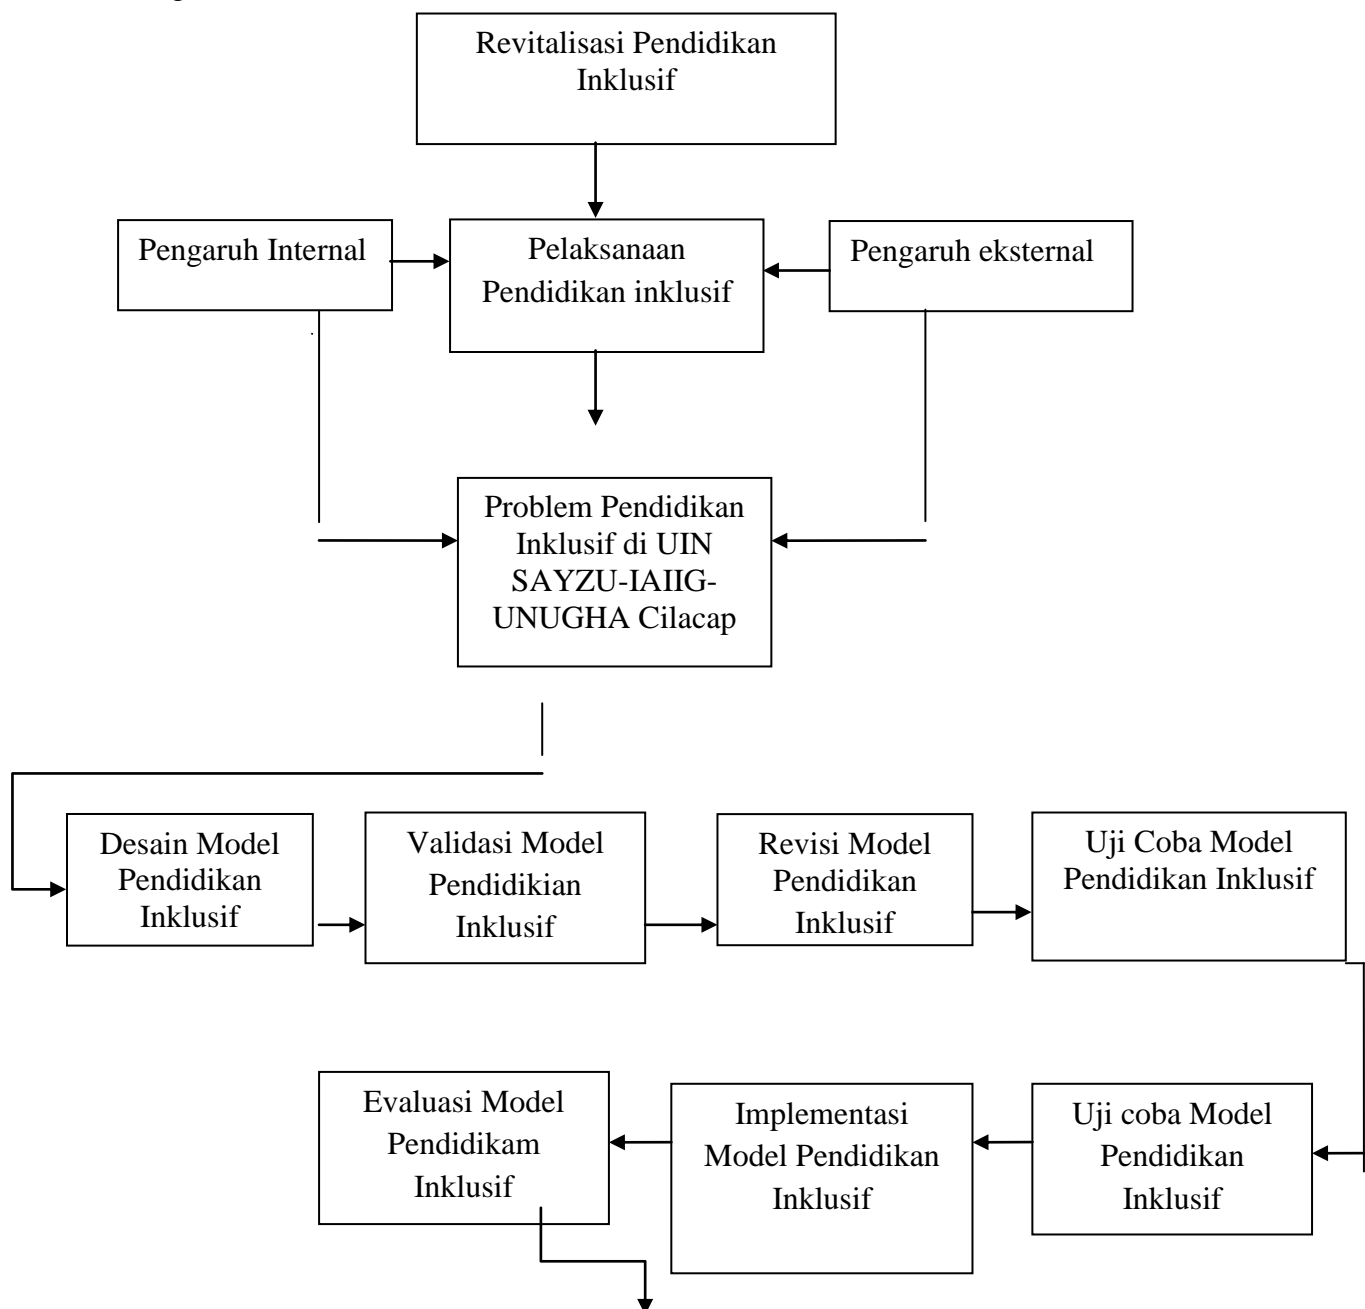 Revitalisasi Pendidikan
Inklusif
Pengaruh Internal
Pelaksanaan
Pendidikan inklusif
Pengaruh eksternal
Problem Pendidikan
Inklusif di UIN
SAYZU-IAIIG-
UNUGHA Cilacap
Desain Model
Pendidikan
Inklusif
Validasi Model
Pendidikian
Inklusif
Revisi Model
Pendidikan
Inklusif
Uji Coba Model
Pendidikan Inklusif
Evaluasi Model
Pendidikam
Inklusif
Implementasi
Model Pendidikan
Inklusif
Uji coba Model
Pendidikan
Inklusif